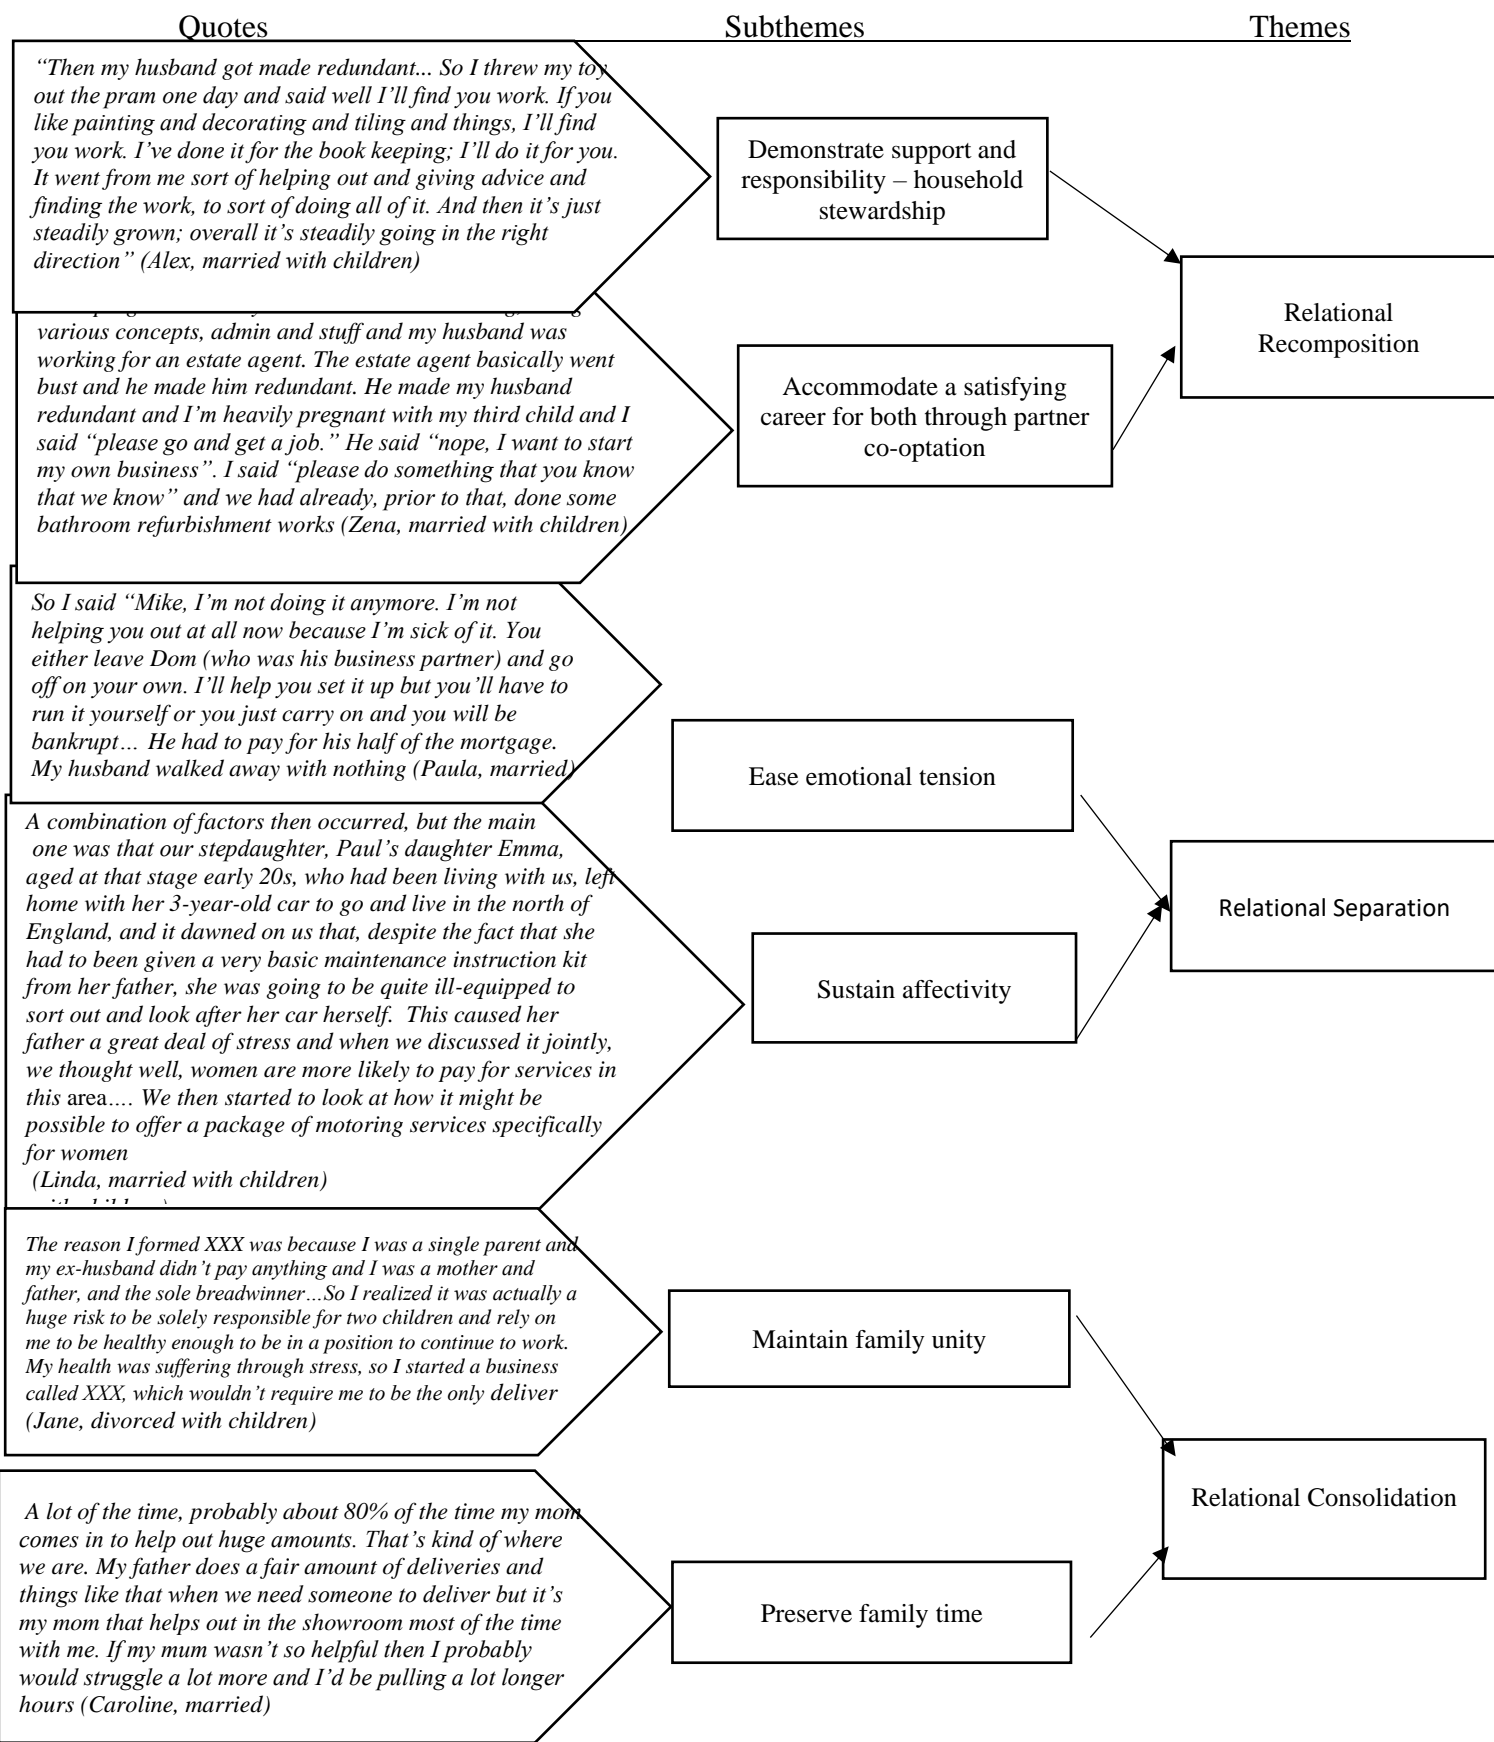 Quotes Subthemes Themes
“Then my husband got made redundant... So I threw my toy
out the pram one day and said well I’ll find you work. If you
like painting and decorating and tiling and things, I’ll find
you work. I’ve done it for the book keeping; I’ll do it for you.
It went from me sort of helping out and giving advice and
finding the work, to sort of doing all of it. And then it’s just
steadily grown; overall it’s steadily going in the right
direction” (Alex, married with children)
Demonstrate support and
responsibility – household
stewardship
Relational
Recomposition
various concepts, admin and stuff and my husband was
working for an estate agent. The estate agent basically went
bust and he made him redundant. He made my husband
redundant and I’m heavily pregnant with my third child and I
said “please go and get a job.” He said “nope, I want to start
my own business”. I said “please do something that you know
that we know” and we had already, prior to that, done some
bathroom refurbishment works (Zena, married with children)
Accommodate a satisfying
career for both through partner
co-optation
So I said “Mike, I’m not doing it anymore. I’m not
helping you out at all now because I’m sick of it. You
either leave Dom (who was his business partner) and go
off on your own. I’ll help you set it up but you’ll have to
run it yourself or you just carry on and you will be
bankrupt… He had to pay for his half of the mortgage.
My husband walked away with nothing (Paula, married)
Ease emotional tension
Relational Separation
A combination of factors then occurred, but the main
one was that our stepdaughter, Paul’s daughter Emma,
aged at that stage early 20s, who had been living with us, left
home with her 3-year-old car to go and live in the north of
England, and it dawned on us that, despite the fact that she
had to been given a very basic maintenance instruction kit
from her father, she was going to be quite ill-equipped to
sort out and look after her car herself. This caused her
father a great deal of stress and when we discussed it jointly,
we thought well, women are more likely to pay for services in
this area…. We then started to look at how it might be
possible to offer a package of motoring services specifically
for women
(Linda, married with children)
Sustain affectivity
The reason I formed XXX was because I was a single parent and
my ex-husband didn’t pay anything and I was a mother and
father, and the sole breadwinner…So I realized it was actually a
huge risk to be solely responsible for two children and rely on
me to be healthy enough to be in a position to continue to work.
My health was suffering through stress, so I started a business
called XXX, which wouldn’t require me to be the only deliver
(Jane, divorced with children)
Maintain family unity
Relational Consolidation
A lot of the time, probably about 80% of the time my mom
comes in to help out huge amounts. That’s kind of where
we are. My father does a fair amount of deliveries and
things like that when we need someone to deliver but it’s
my mom that helps out in the showroom most of the time
with me. If my mum wasn’t so helpful then I probably
would struggle a lot more and I’d be pulling a lot longer
hours (Caroline, married)
Preserve family time